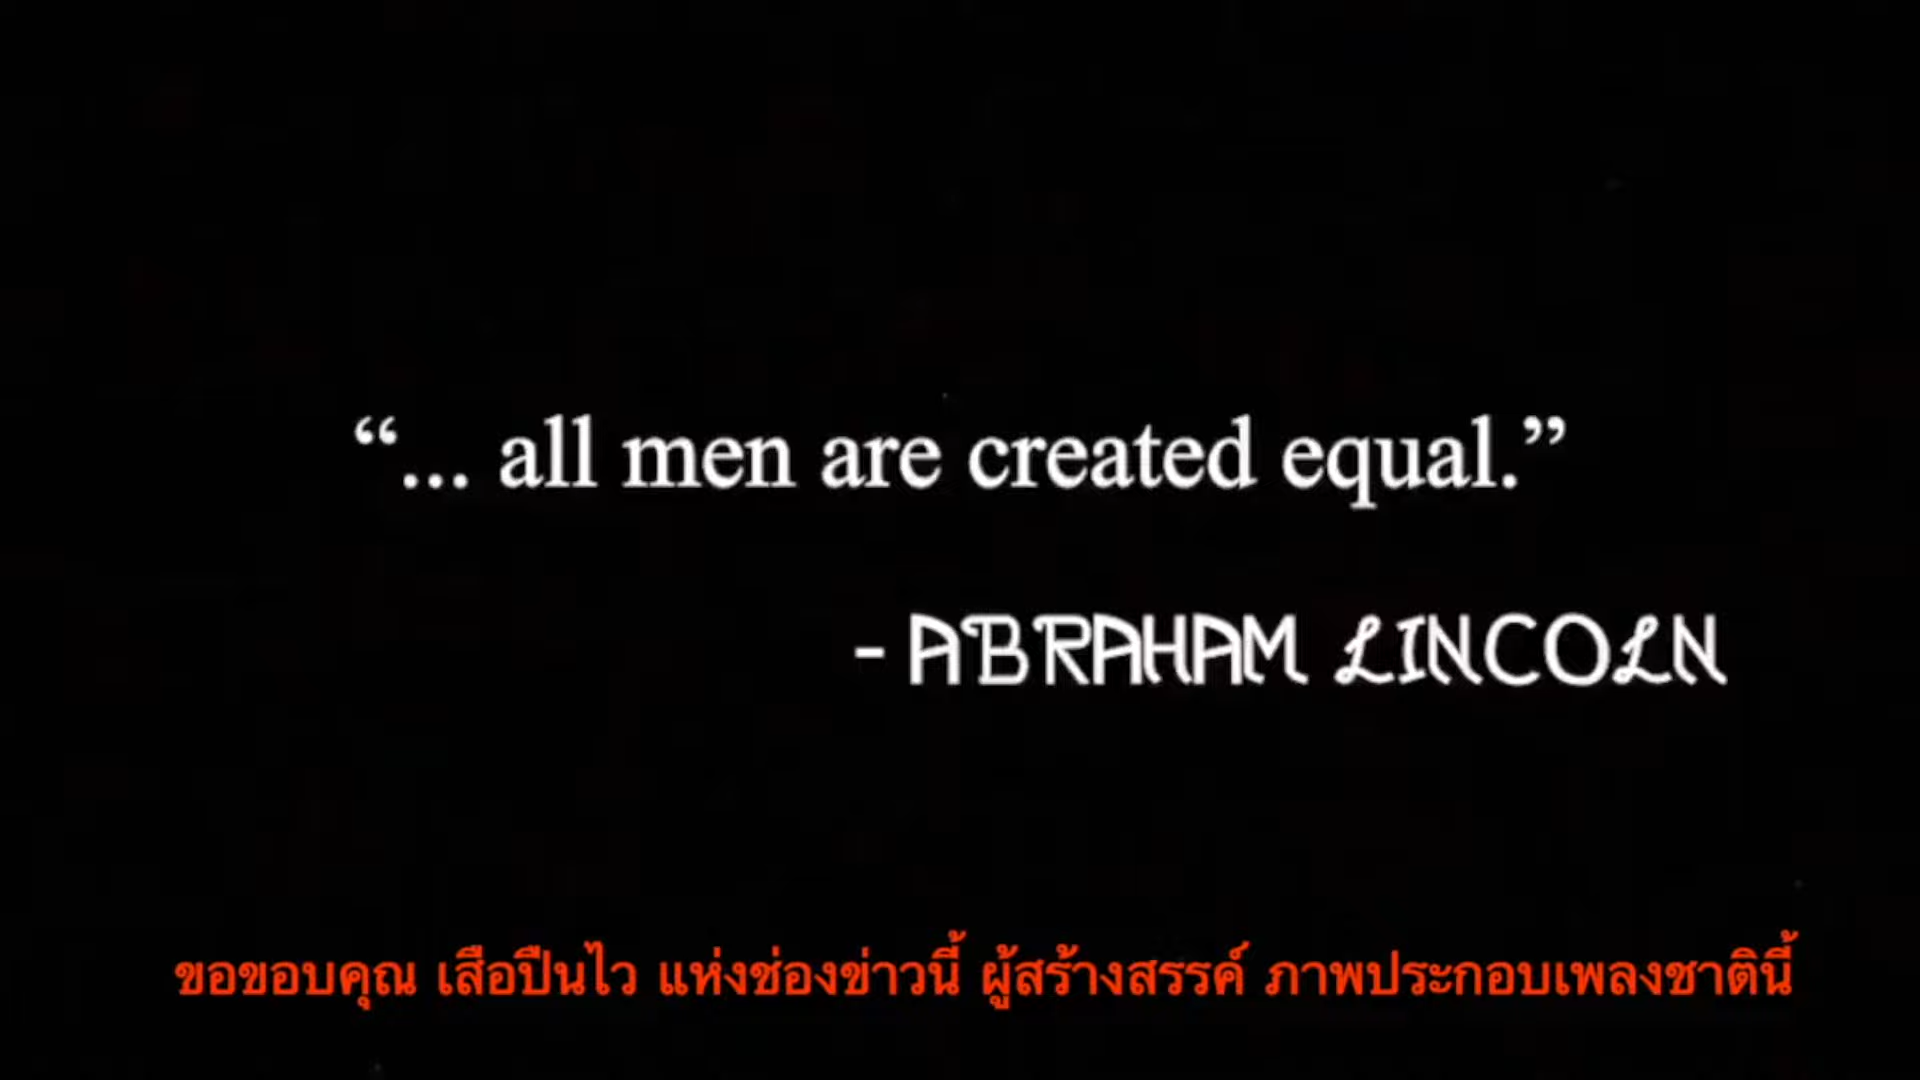 “... all men are created equal.”
- ABRAHAM LINCOLN
ขอขอบคุณ เสือปืนไว แห่งช่องข่าวนี้ ผู้สร้างสรรค์ ภาพประกอบเพลงชาตินี้